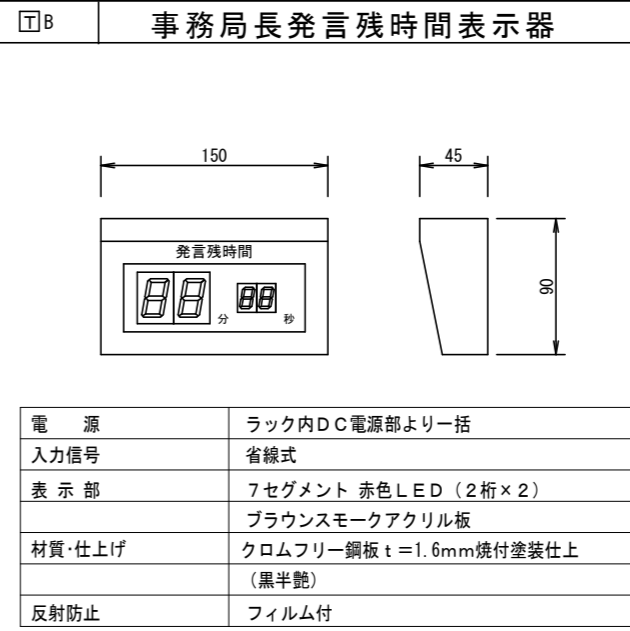 TB
事務局長発言残時間表示器
150
45
発言残時間
88 分 88 秒
90
電 源 ラック内DC電源部より一括
入力信号 省線式
表 示 部 7セグメント 赤色LED(2桁×2)
ブラウンスモークアクリル板
材質・仕上げ クロムフリー鋼板t=1.6mm焼付塗装仕上
(黒半艶)
反射防止 フィルム付